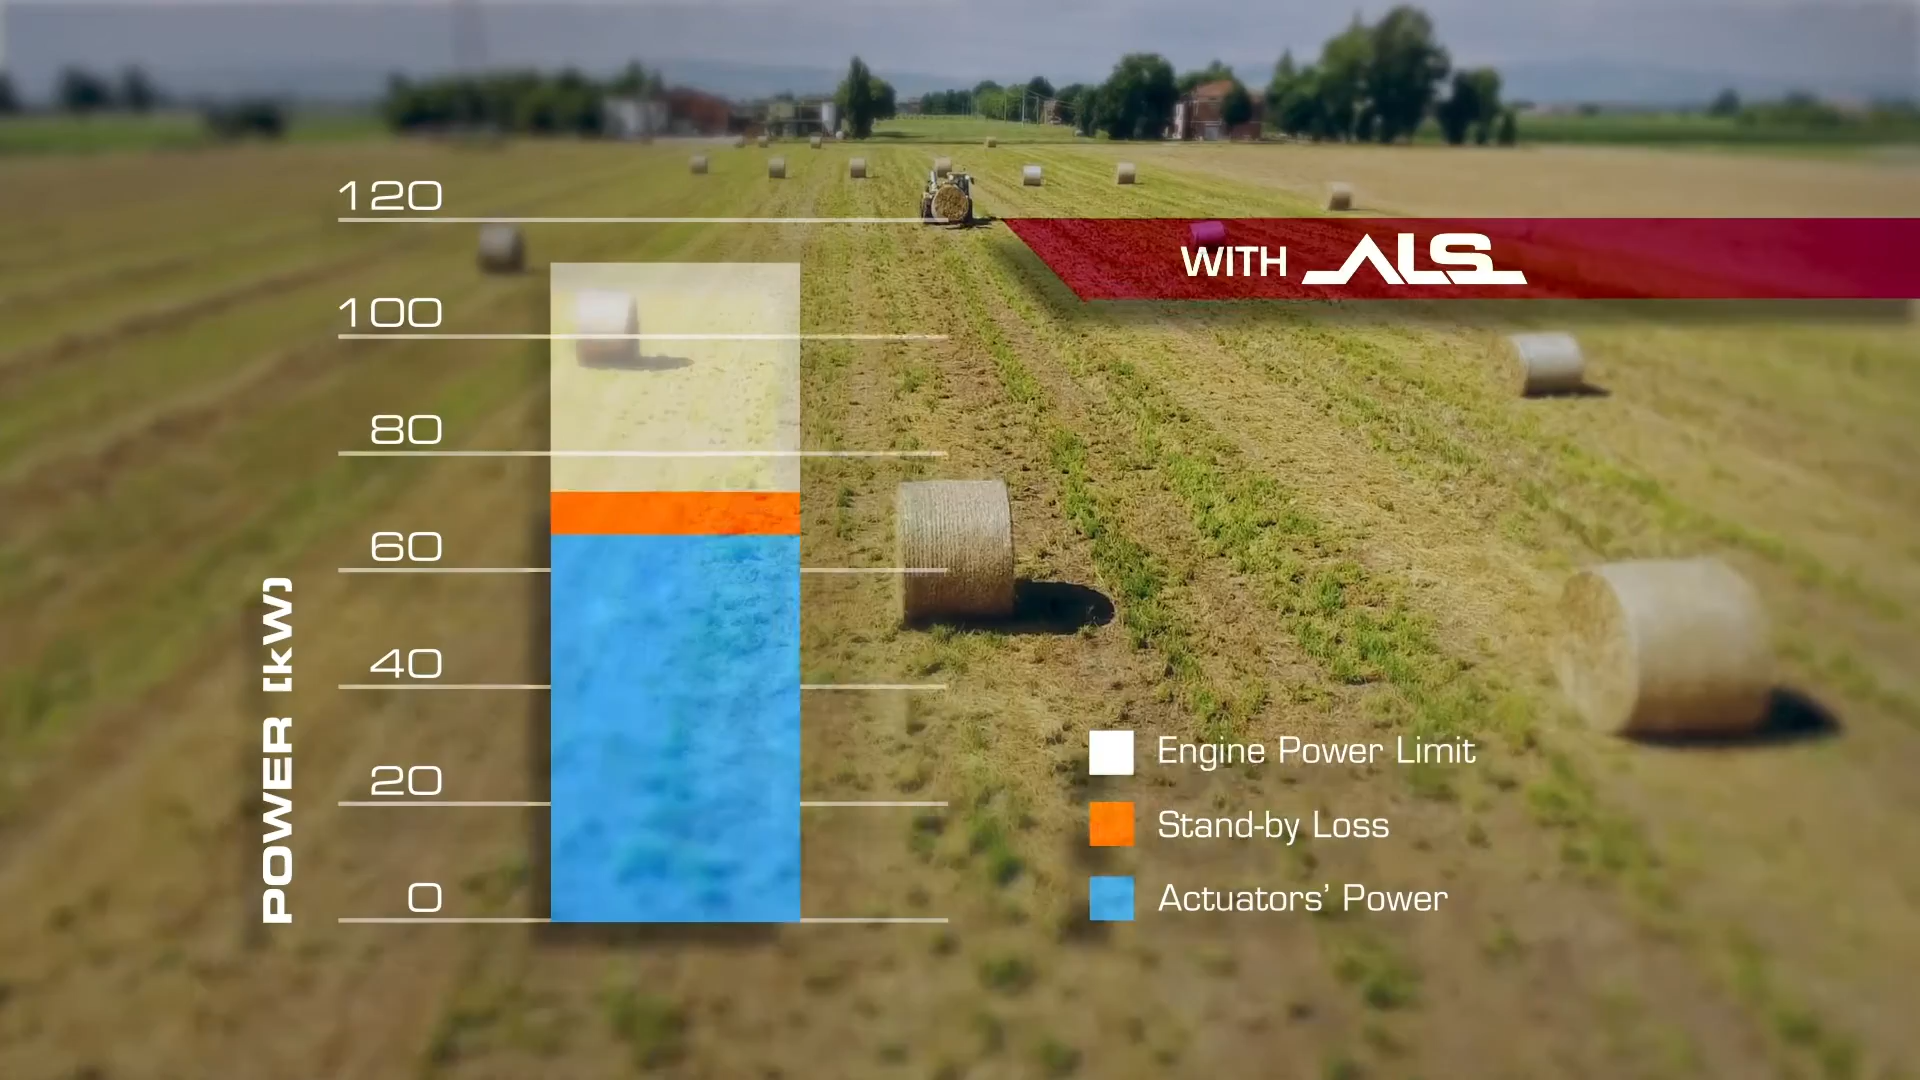 120
100
80
60
40
20
0
POWER [kW]
WITH ALS
Engine Power Limit
Stand-by Loss
Actuators’ Power